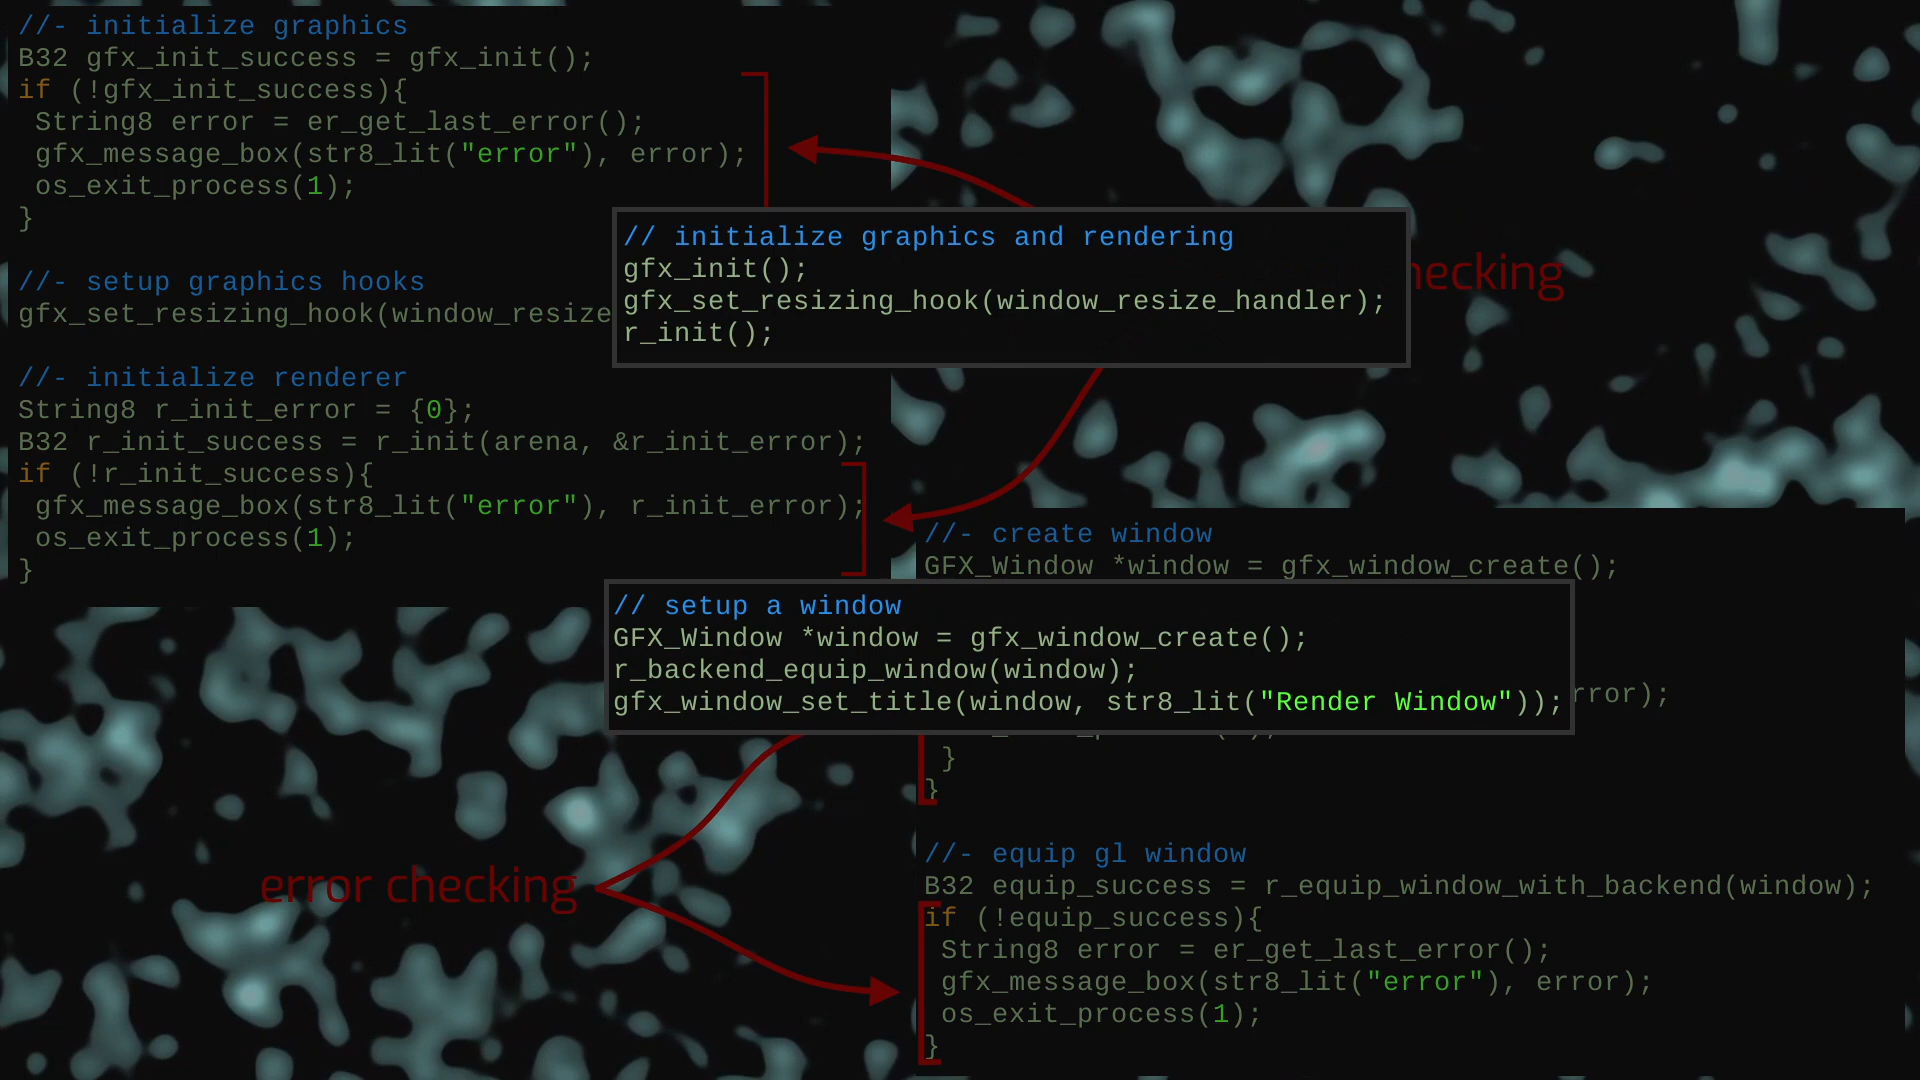 //- initialize graphics
B32 gfx_init_success = gfx_init();
if (!gfx_init_success){
 String8 error = er_get_last_error();
 gfx_message_box(str8_lit("error"), error);
 os_exit_process(1);
}
//- setup graphics hooks
gfx_set_resizing_hook(window_resize
//- initialize renderer
String8 r_init_error = {0};
B32 r_init_success = r_init(arena, &r_init_error);
if (!r_init_success){
 gfx_message_box(str8_lit("error"), r_init_error);
 os_exit_process(1);
}
// initialize graphics and rendering
gfx_init();
gfx_set_resizing_hook(window_resize_handler);
r_init();
hecking
//- create window
GFX_Window *window = gfx_window_create();
// setup a window
GFX_Window *window = gfx_window_create();
r_backend_equip_window(window);
gfx_window_set_title(window, str8_lit("Render Window"));
rror);
 }
}
error checking
//- equip gl window
B32 equip_success = r_equip_window_with_backend(window);
if (!equip_success){
 String8 error = er_get_last_error();
 gfx_message_box(str8_lit("error"), error);
 os_exit_process(1);
}